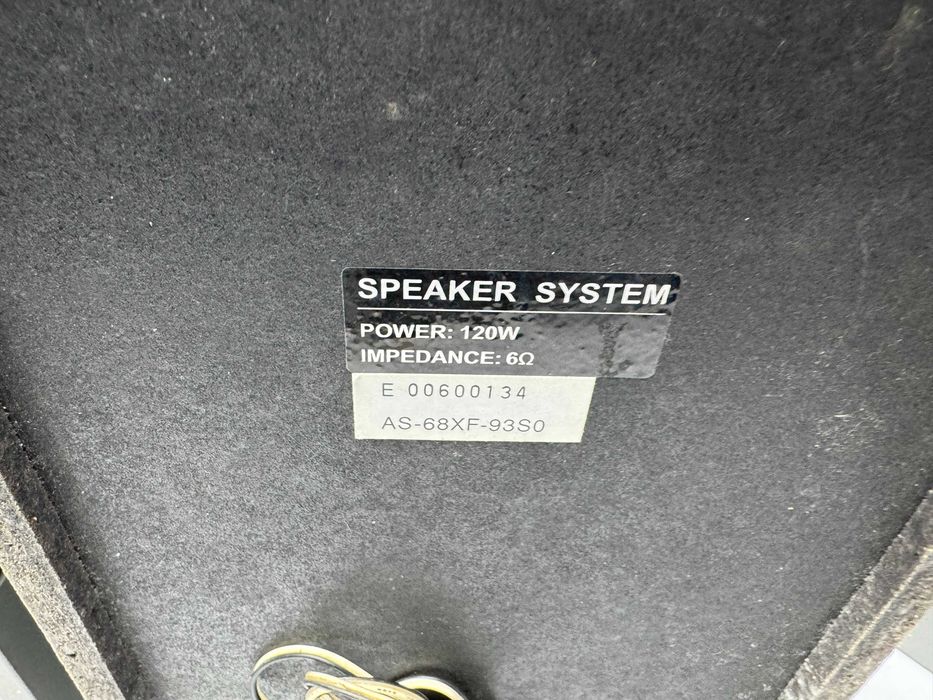 SPEAKER SYSTEM
POWER: 120W
IMPEDANCE: 6Ω
E 00600134
AS-68XF-93S0